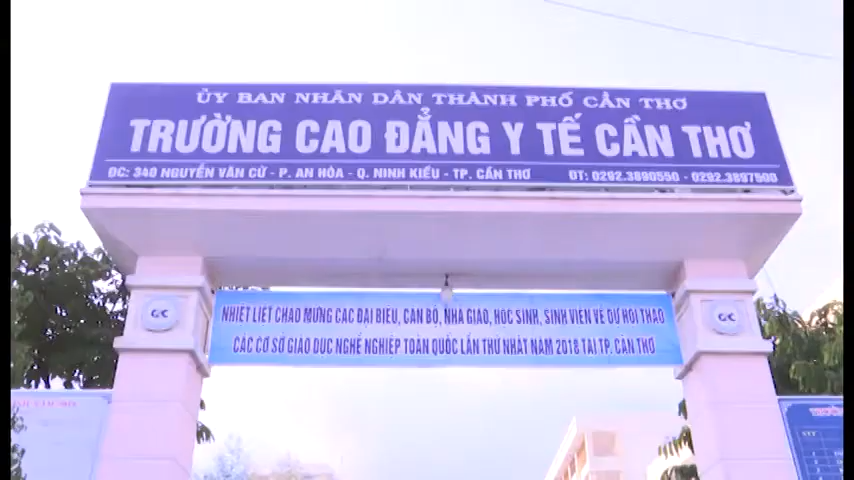 ỦY BAN NHÂN DÂN THÀNH PHỐ CẦN THƠ
TRƯỜNG CAO ĐẲNG Y TẾ CẦN THƠ
ĐC: 340 NGUYỄN VĂN CỪ - P. AN HÒA - Q. NINH KIỀU - TP. CẦN THƠ ĐT: 0292.3890550 - 0292.3897500
NHIỆT LIỆT CHÀO MỪNG CÁC ĐẠI BIỂU, CÁN BỘ, NHÀ GIÁO, HỌC SINH, SINH VIÊN VỀ DỰ HỘI THAO
CÁC CƠ SỞ GIÁO DỤC NGHỀ NGHIỆP TOÀN QUỐC LẦN THỨ NHẤT NĂM 2018 TẠI TP. CẦN THƠ